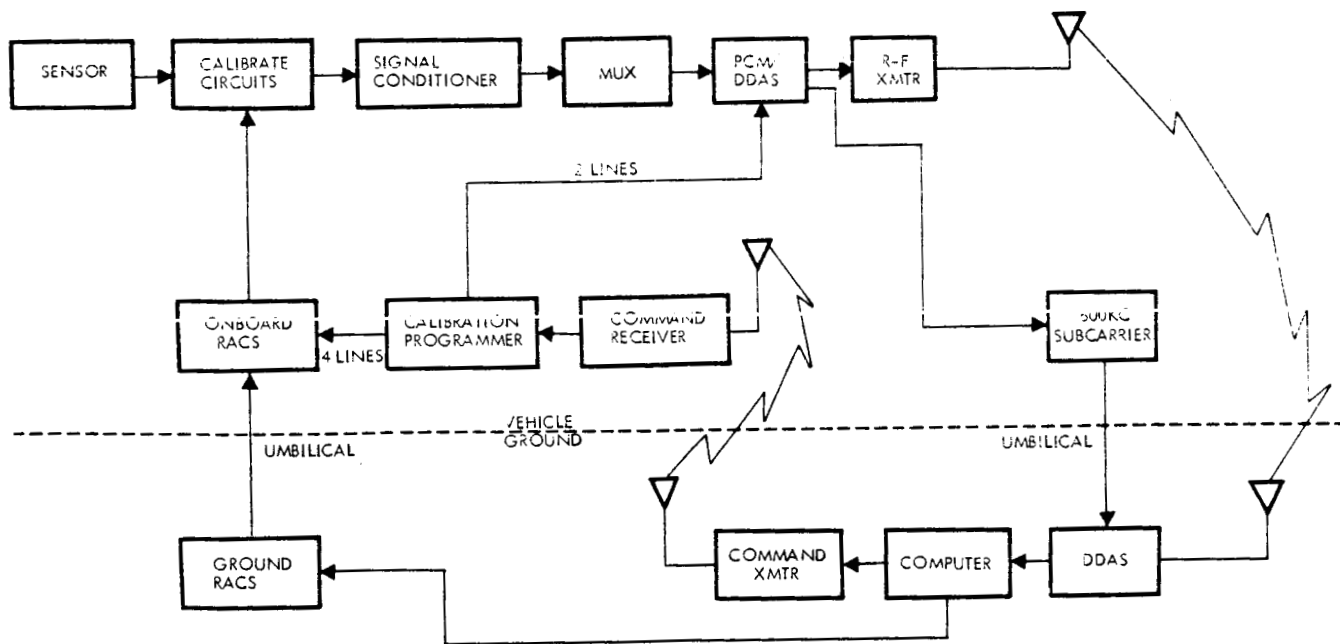 SENSOR
CALIBRATE
CIRCUITS
SIGNAL
CONDITIONER
MUX
PCM/
DDAS
R-F
XMTR
2 LINES
ONBOARD
RACS
4 LINES
CALIBRATION
PROGRAMMER
COMMAND
RECEIVER
600KC
SUBCARRIER
VEHICLE
GROUND
UMBILICAL
UMBILICAL
GROUND
RACS
COMMAND
XMTR
COMPUTER
DDAS